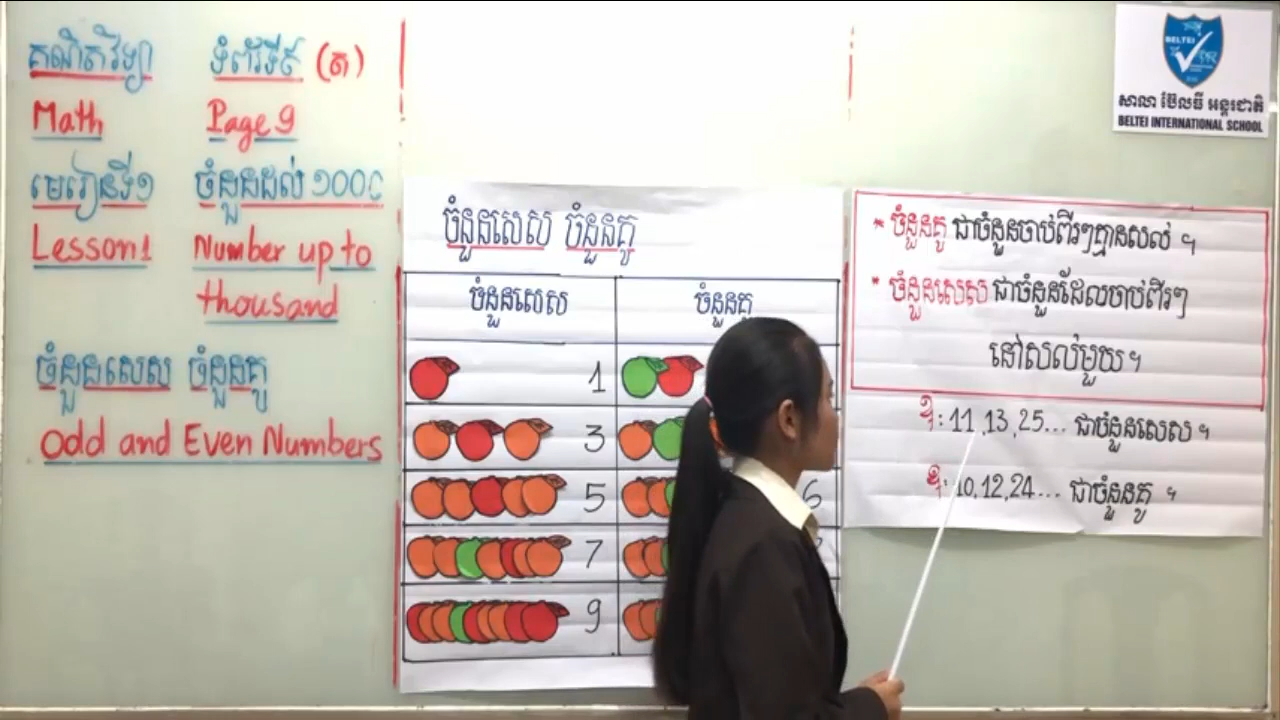 គណិតវិទ្យា ទំព័រទី៩ (ត)
Math Page 9
មេរៀនទី១ ចំនួនដល់ ១០០០
Lesson 1 Number up to
thousand
ចំនួនសេស ចំនួនគូ
Odd and Even Numbers
ចំនួនសេស ចំនួនគូ
ចំនួនសេស ចំនួនគូ
1
3
5 6
7
9
* ចំនួនគូ ជាចំនួនចាប់ពីរៗគ្មានសល់ ។
* ចំនួនសេស ជាចំនួនដែលចាប់ពីរៗ
នៅសល់មួយ។
ឧ: 11,13,25... ជាចំនួនសេស ។
ឧ: 10,12,24... ជាចំនួនគូ ។
BELTEI
សាលា ប៊ែលធី អន្តរជាតិ
BELTEI INTERNATIONAL SCHOOL